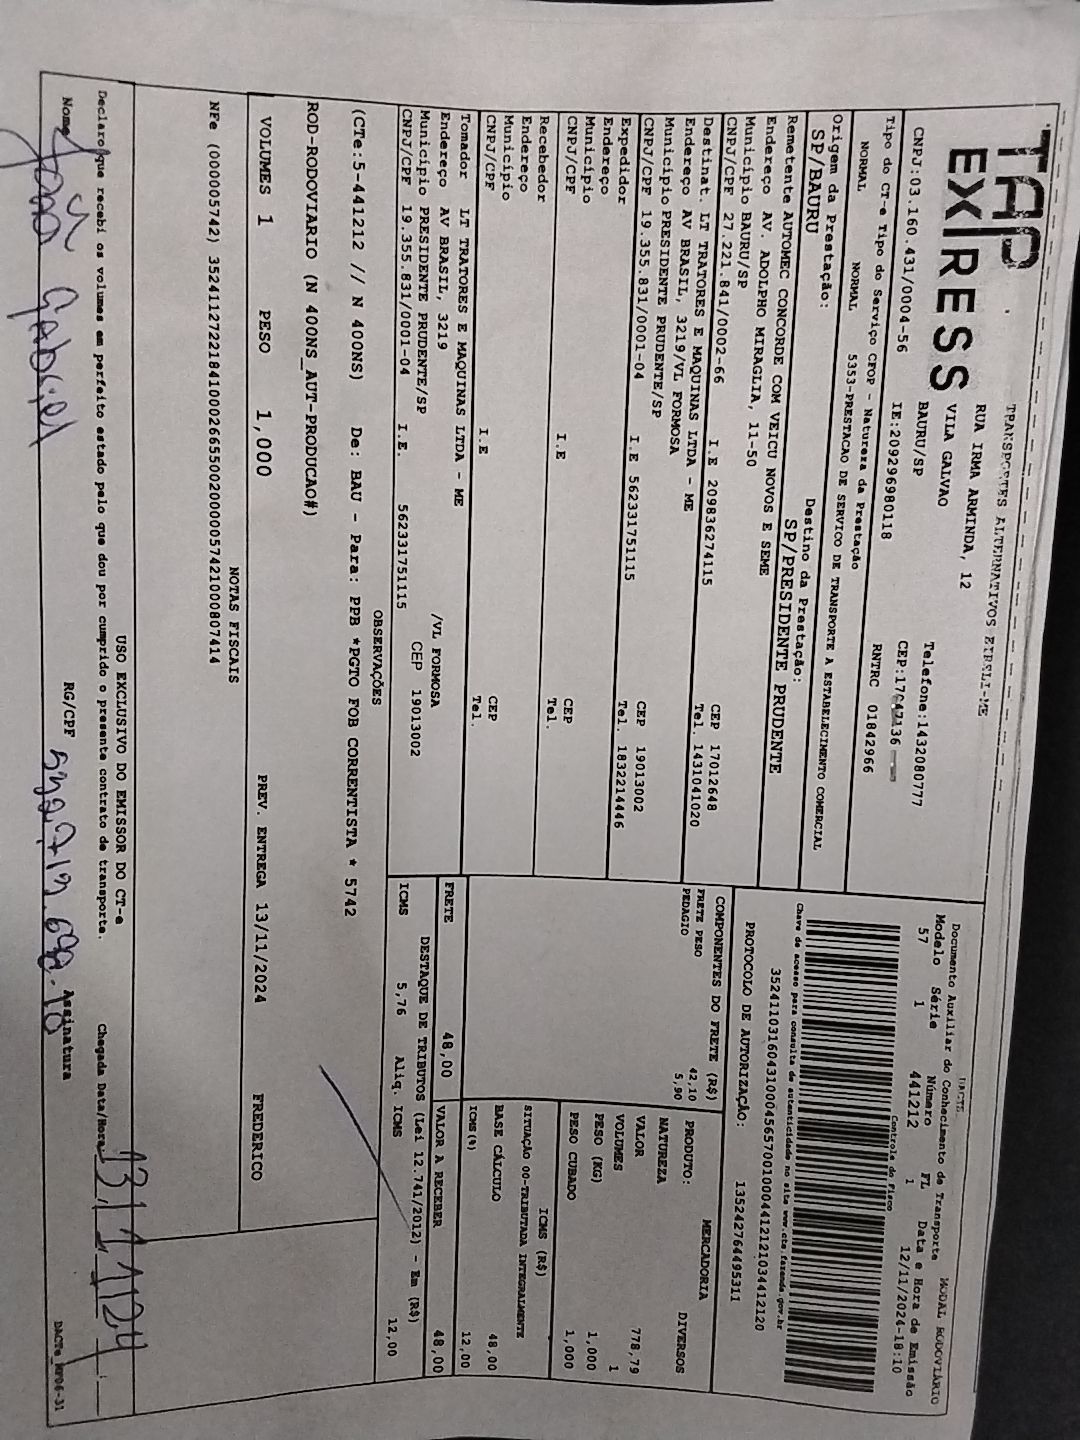 TAP EXPRESS
TRANSPORTES ALTERNATIVOS EIRELI-ME
RUA IRMA ARMINDA, 12
VILA GALVAO
BAURU/SP
Telefone:1432080777
CNPJ:03.160.431/0004-56 IE:209296980118
RNTRC 01842966
Tipo do CT-e Tipo do Serviço CFOP - Natureza da Prestação
NORMAL NORMAL 5353-PRESTACAO DE SERVICO DE TRANSPORTE A ESTABELECIMENTO COMERCIAL
Origem da Prestação: Destino da Prestação:
SP/BAURU SP/PRESIDENTE PRUDENTE
DACTE MODAL RODOVIÁRIO
Documento Auxiliar do Conhecimento de Transporte
Modelo Série Número FL Data e Hora de Emissão
57 1 441212 1 12/11/2024-18:10
Controle do Fisco
Chave de acesso para consulta de autenticidade no site www.cte.fazenda.gov.br
PROTOCOLO DE AUTORIZAÇÃO: 135242764495311
Remetente AUTOMEC CONCORDE COM VEICU NOVOS E SEME
Endereço AV. ADOLPHO MIRAGLIA, 11-50
Município BAURU/SP CEP 17012648
CNPJ/CPF 27.221.841/0002-66 I.E 209836274115 Tel. 1431041020
Destinat. LT TRATORES E MAQUINAS LTDA - ME
Endereço AV BRASIL, 3219/VL FORMOSA
Município PRESIDENTE PRUDENTE/SP CEP 19013002
CNPJ/CPF 19.355.831/0001-04 I.E 562331751115 Tel. 1832214446
Expedidor
Endereço
Município CEP
CNPJ/CPF I.E Tel.
Recebedor
Endereço
Município CEP
CNPJ/CPF I.E Tel.
Tomador LT TRATORES E MAQUINAS LTDA - ME
Endereço AV BRASIL, 3219 /VL FORMOSA
Município PRESIDENTE PRUDENTE/SP CEP 19013002
CNPJ/CPF 19.355.831/0001-04 I.E. 562331751115
COMPONENTES DO FRETE (R$)
FRETE PESO 42,10
PEDAGIO 5,90
FRETE 48,00
PRODUTO: MERCADORIA
NATUREZA DIVERSOS
VALOR 778,79
VOLUMES 1
PESO (KG) 1,000
PESO CUBADO 1,000
ICMS (R$)
SITUAÇÃO 00-TRIBUTADA INTEGRALMENTE
BASE CÁLCULO 48,00
ICMS(%) 12,00
VALOR A RECEBER 48,00
DESTAQUE DE TRIBUTOS (Lei 12.741/2012) - Em (R$)
ICMS 5,76 Aliq. ICMS 12,00
OBSERVAÇÕES
(CTe:5-441212 // N 400NS) De: BAU - Para: PPB *PGTO FOB CORRENTISTA * 5742
ROD-RODOVIARIO (N 400NS_AUT-PRODUCAO#)
VOLUMES 1 PESO 1,000 PREV. ENTREGA 13/11/2024 FREDERICO
NOTAS FISCAIS
NFe (000005742) 35241127221841000266550020000057421000807414
USO EXCLUSIVO DO EMISSOR DO CT-e
Declaro que recebi os volumes em perfeito estado pelo que dou por cumprido o presente contrato de transporte. Chegada Data/Hora 13/11/24
Nome Gabriel RG/CPF Assinatura DACTe_MP06-31